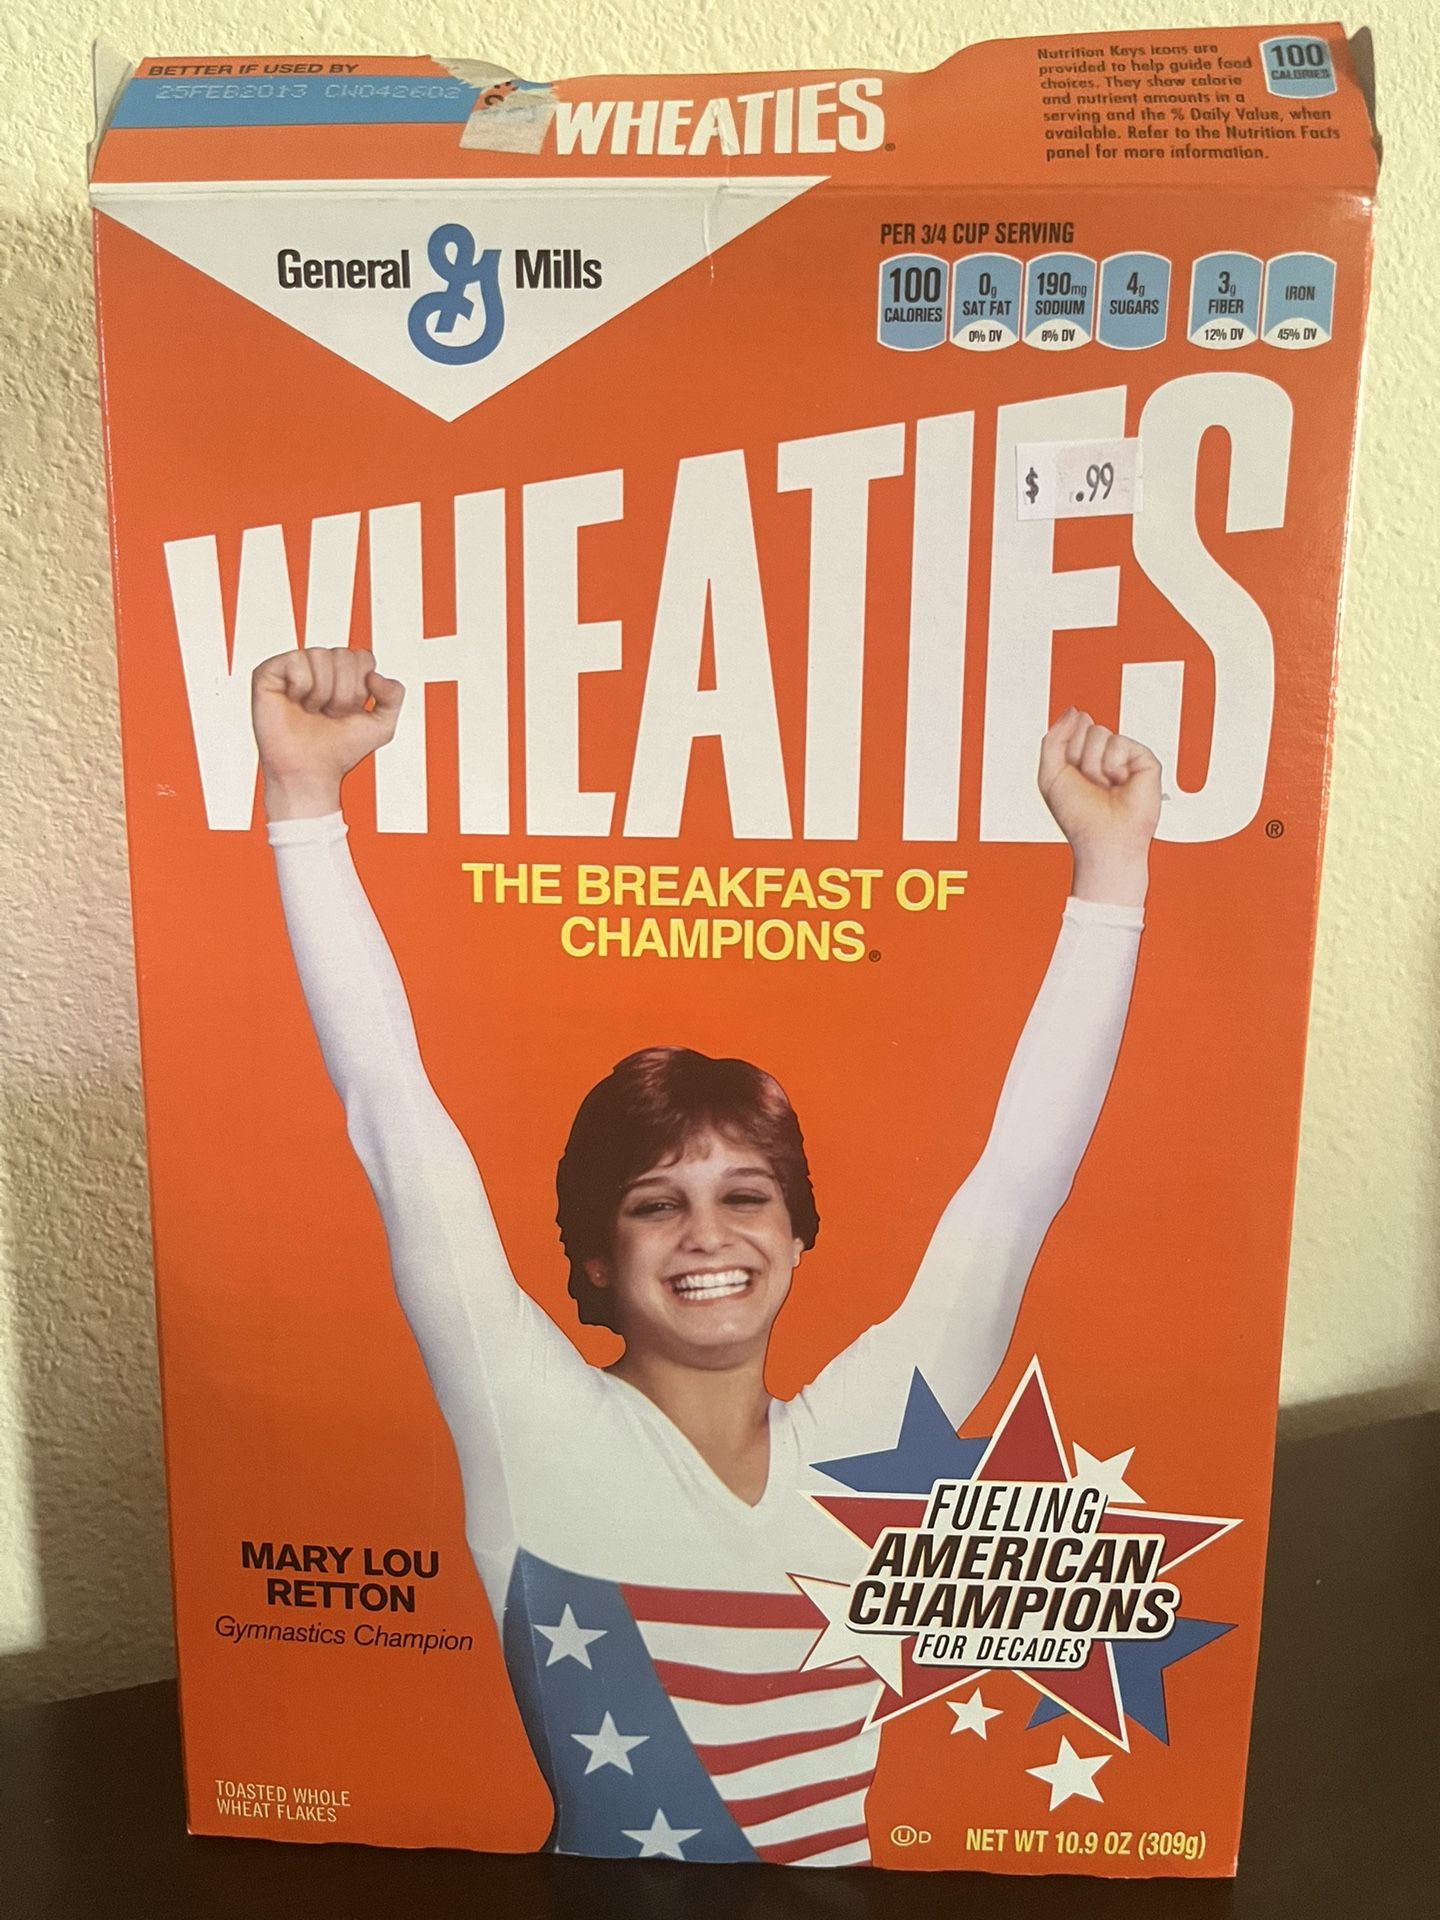 BETTER IF USED BY
25FEB2013 CW042602
WHEATIES®
Nutrition Keys icons are
provided to help guide food
choices. They show calorie
and nutrient amounts in a
serving and the % Daily Value, when
available. Refer to the Nutrition Facts
panel for more information.
100
CALORIES
General Mills
PER 3/4 CUP SERVING
100
CALORIES
0g
SAT FAT
0% DV
190mg
SODIUM
8% DV
4g
SUGARS
3g
FIBER
12% DV
IRON
45% DV
WHEATIES®
$ .99
THE BREAKFAST OF
CHAMPIONS®
MARY LOU
RETTON
Gymnastics Champion
FUELING
AMERICAN
CHAMPIONS
FOR DECADES
TOASTED WHOLE
WHEAT FLAKES
Ⓤ D NET WT 10.9 OZ (309g)